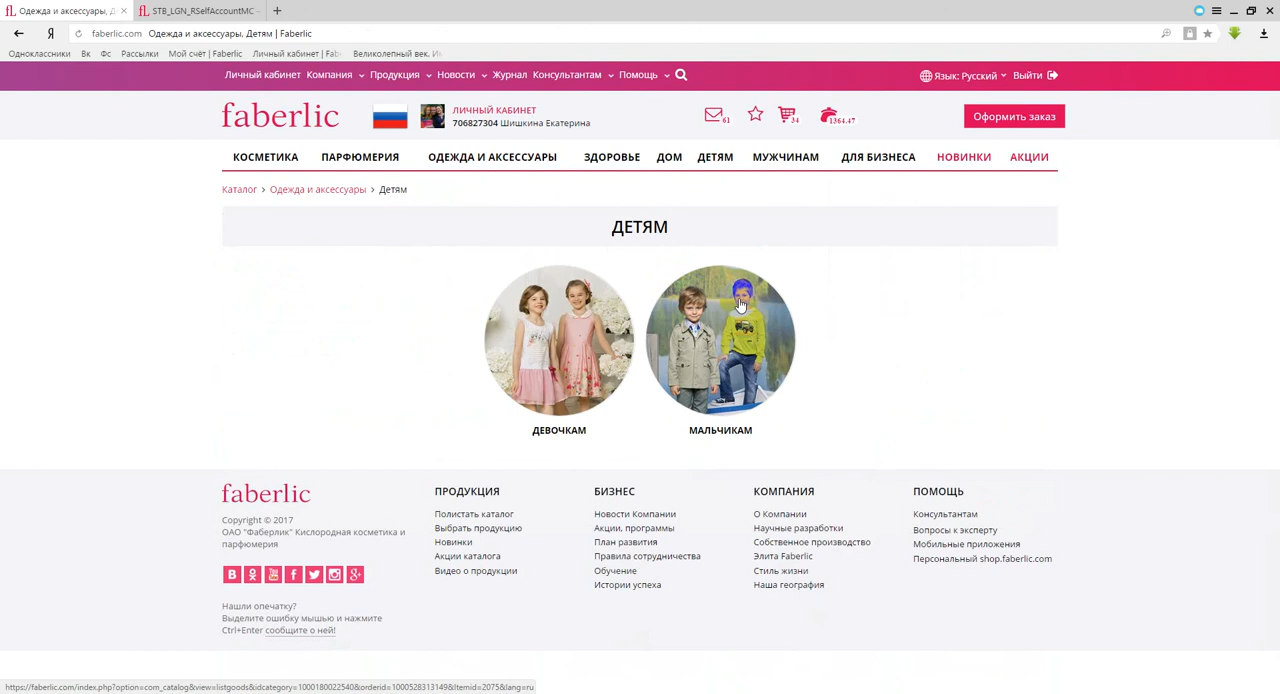 Одежда и аксессуары, Д
STB_LGN_RSelfAccountMC –
Я
faberlic.com Одежда и аксессуары. Детям | Faberlic
Одноклассники Вк Фс Рассылки Мой счёт | Faberlic Личный кабинет | Fab Великолепный век. И
Личный кабинет Компания Продукция Новости Журнал Консультантам Помощь Язык: Русский Выйти
faberlic
ЛИЧНЫЙ КАБИНЕТ
706827304 Шишкина Екатерина
61 34 1364.47
Оформить заказ
КОСМЕТИКА ПАРФЮМЕРИЯ ОДЕЖДА И АКСЕССУАРЫ ЗДОРОВЬЕ ДОМ ДЕТЯМ МУЖЧИНАМ ДЛЯ БИЗНЕСА НОВИНКИ АКЦИИ
Каталог > Одежда и аксессуары > Детям
ДЕТЯМ
ДЕВОЧКАМ МАЛЬЧИКАМ
faberlic
Copyright © 2017
ОАО "Фаберлик" Кислородная косметика и
парфюмерия
Нашли опечатку?
Выделите ошибку мышью и нажмите
Ctrl+Enter сообщите о ней!
ПРОДУКЦИЯ
Полистать каталог
Выбрать продукцию
Новинки
Акции каталога
Видео о продукции
БИЗНЕС
Новости Компании
Акции, программы
План развития
Правила сотрудничества
Обучение
Истории успеха
КОМПАНИЯ
О Компании
Научные разработки
Собственное производство
Элита Faberlic
Стиль жизни
Наша география
ПОМОЩЬ
Консультантам
Вопросы к эксперту
Мобильные приложения
Персональный shop.faberlic.com
https://faberlic.com/index.php?option=com_catalog&view=listgoods&idcategory=1000180022540&orderid=1000528313149&Itemid=2075&lang=ru